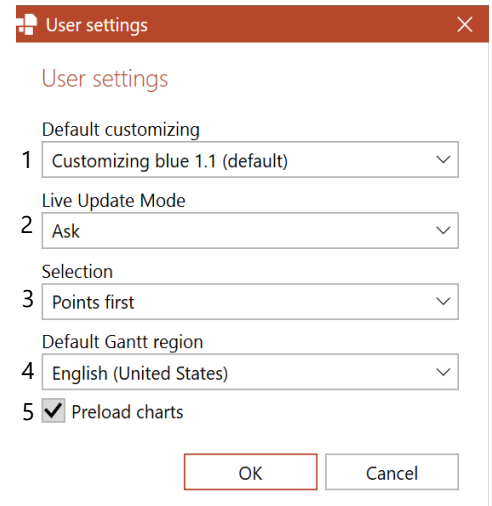 User settings
User settings
Default customizing
1 Customizing blue 1.1 (default)
Live Update Mode
2 Ask
Selection
3 Points first
Default Gantt region
4 English (United States)
5 Preload charts
OK Cancel